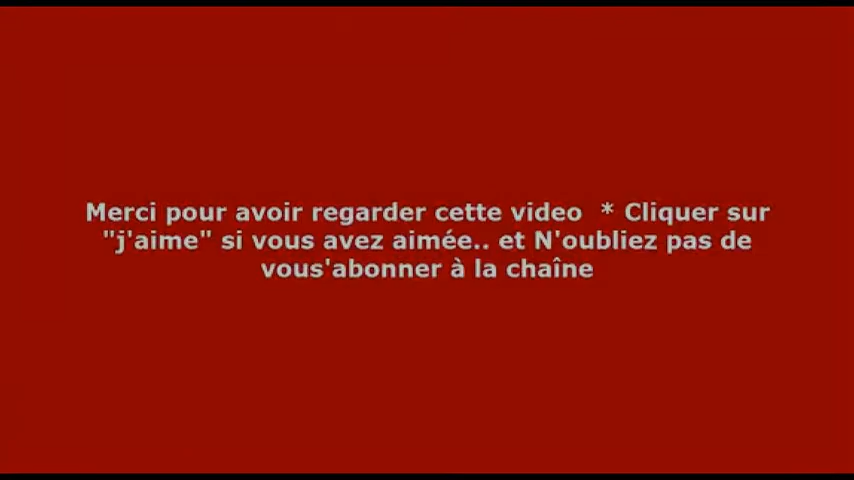 Merci pour avoir regarder cette video  * Cliquer sur
"j'aime" si vous avez aimée.. et N'oubliez pas de
vous'abonner à la chaîne